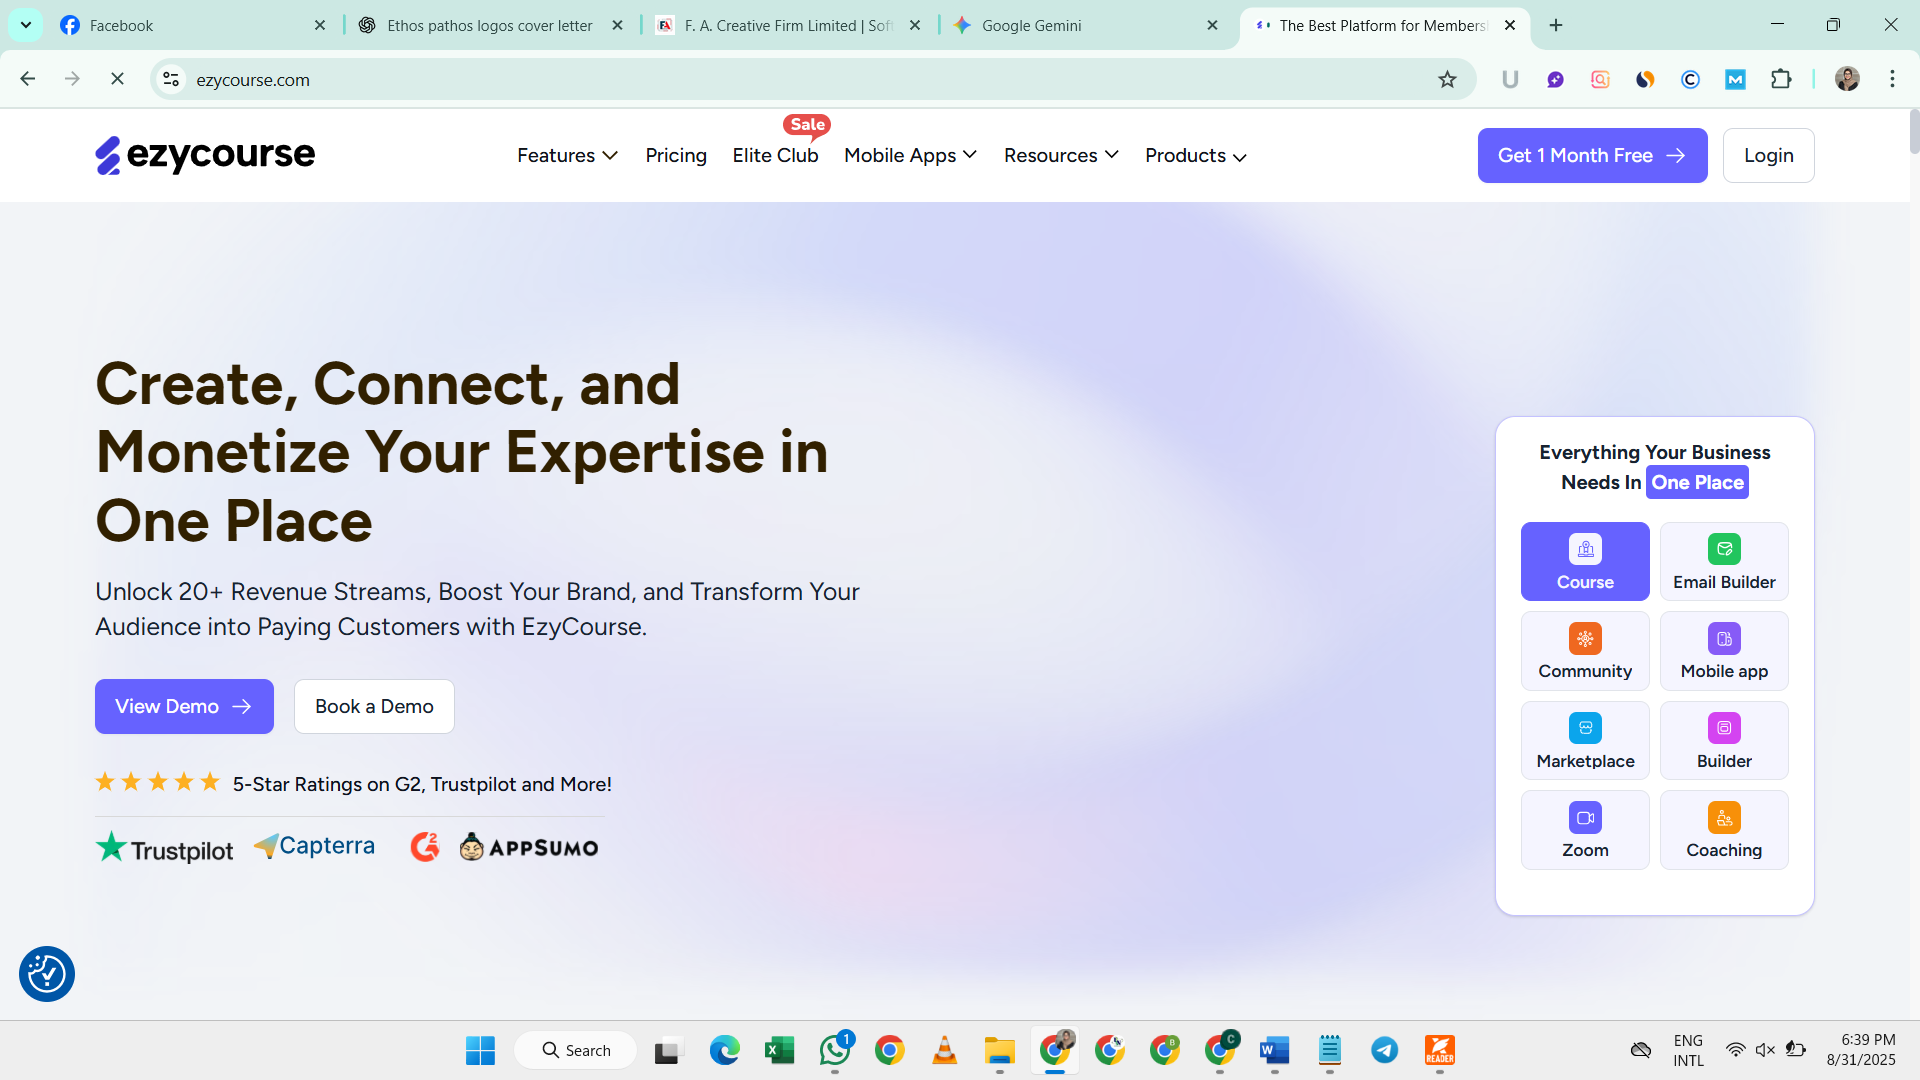 Facebook
Ethos pathos logos cover letter
F. A. Creative Firm Limited | Soft
Google Gemini
The Best Platform for Membersh
ezycourse.com
ezycourse
Features
Pricing
Sale
Elite Club
Mobile Apps
Resources
Products
Get 1 Month Free
Login
Create, Connect, and
Monetize Your Expertise in
One Place
Unlock 20+ Revenue Streams, Boost Your Brand, and Transform Your
Audience into Paying Customers with EzyCourse.
View Demo
Book a Demo
5-Star Ratings on G2, Trustpilot and More!
Trustpilot
Capterra
G2
APPSUMO
Everything Your Business
Needs In One Place
Course
Email Builder
Community
Mobile app
Marketplace
Builder
Zoom
Coaching
Search
1
ENG
INTL
6:39 PM
8/31/2025